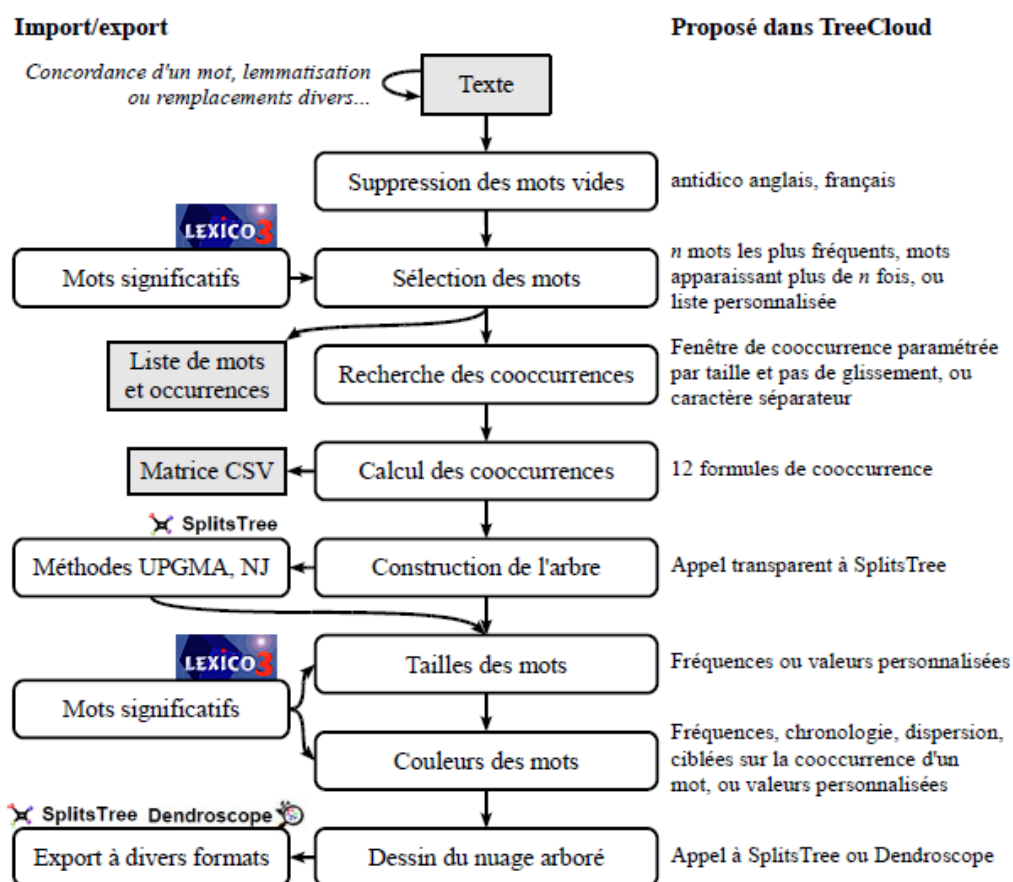 Import/export
Proposé dans TreeCloud
Concordance d'un mot, lemmatisation
ou remplacements divers...
Texte
Suppression des mots vides
antidico anglais, français
LEXICO3
Mots significatifs
Sélection des mots
n mots les plus fréquents, mots
apparaissant plus de n fois, ou
liste personnalisée
Liste de mots
et occurrences
Recherche des cooccurrences
Fenêtre de cooccurrence paramétrée
par taille et pas de glissement, ou
caractère séparateur
Matrice CSV
Calcul des cooccurrences
12 formules de cooccurrence
SplitsTree
Méthodes UPGMA, NJ
Construction de l'arbre
Appel transparent à SplitsTree
LEXICO3
Mots significatifs
Tailles des mots
Fréquences ou valeurs personnalisées
Couleurs des mots
Fréquences, chronologie, dispersion,
ciblées sur la cooccurrence d'un
mot, ou valeurs personnalisées
SplitsTree Dendroscope
Export à divers formats
Dessin du nuage arboré
Appel à SplitsTree ou Dendroscope